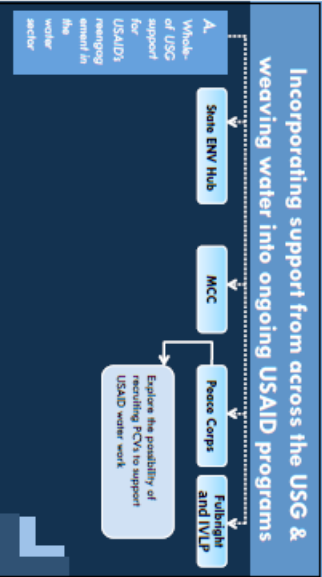 Incorporating support from across the USG &
weaving water into ongoing USAID programs
A.
Whole-
of USG
support
for
USAID's
reengag
ement in
the
water
sector
State ENV Hub
MCC
Peace Corps
Fulbright
and IVLP
Explore the possibility of
recruiting PCVs to support
USAID water work